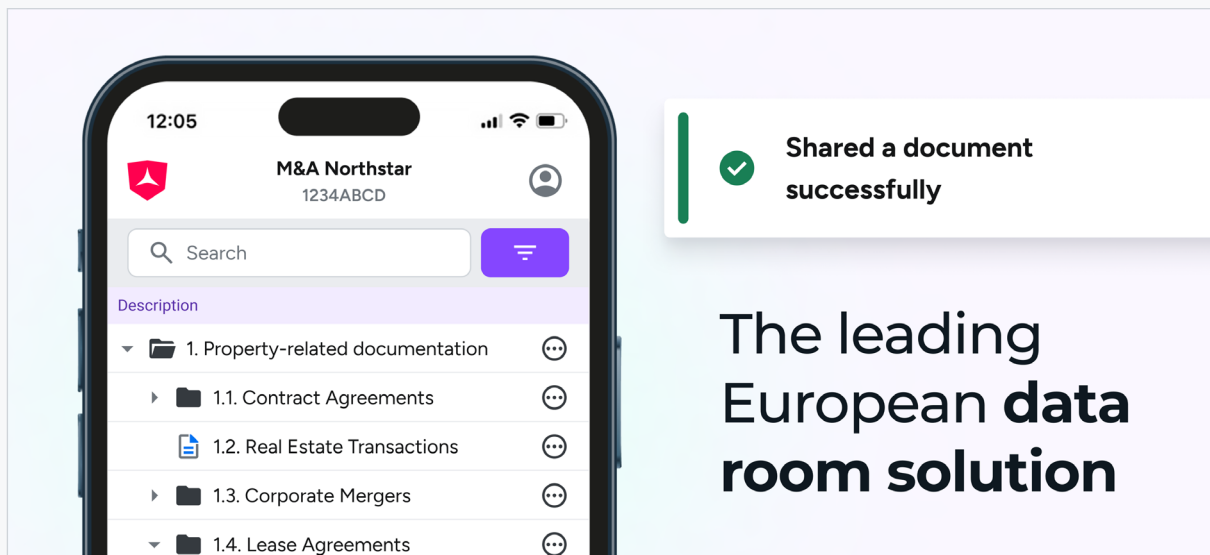 12:05
M&A Northstar
1234ABCD
Search
Description
1. Property-related documentation
1.1. Contract Agreements
1.2. Real Estate Transactions
1.3. Corporate Mergers
1.4. Lease Agreements
Shared a document
successfully
The leading
European data
room solution